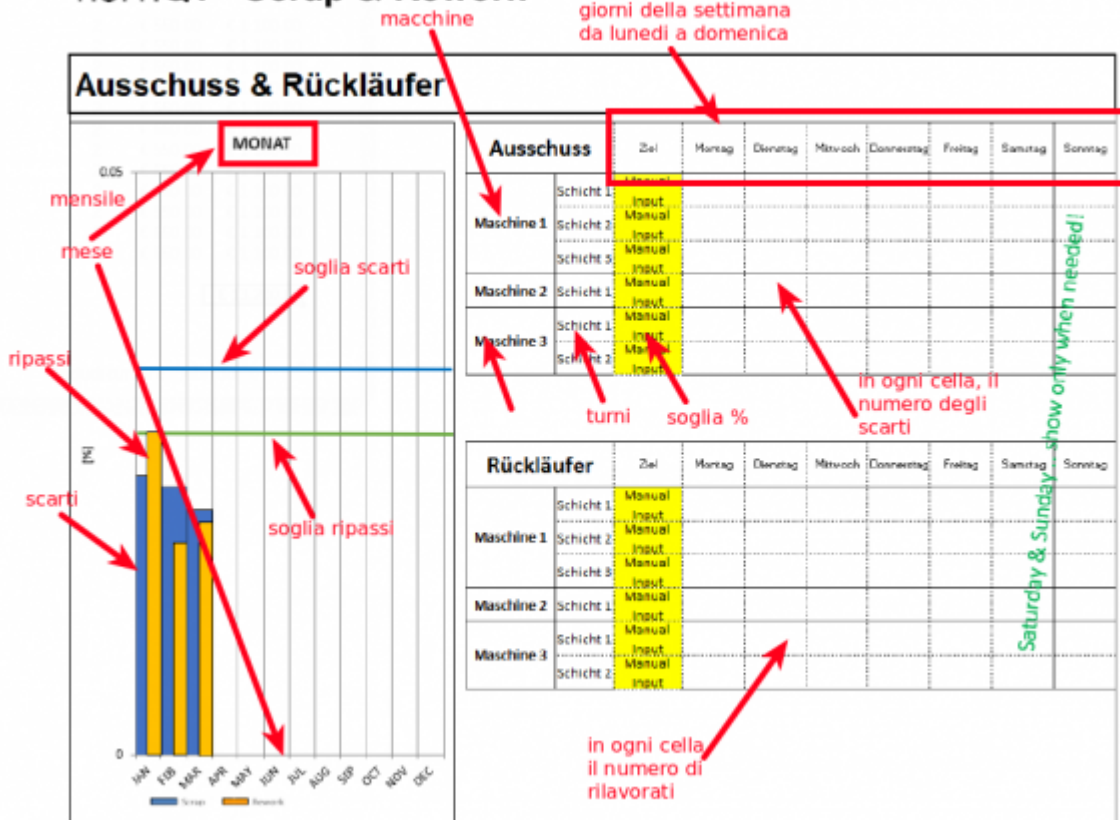 macchine
giorni della settimana
da lunedi a domenica
Ausschuss & Rückläufer
MONAT
0.05
mensile
mese
soglia scarti
ripassi
[%]
scarti
soglia ripassi
0
JAN FEB MAR APR MAY JUN JUL AUG SEP OCT NOV DEC
Scrap Rework
Ausschuss Ziel Montag Dienstag Mittwoch Donnerstag Freitag Samstag Sonntag
Maschine 1 Schicht 1 Manual Input
Schicht 2 Manual Input
Schicht 3 Manual Input
Maschine 2 Schicht 1 Manual Input
Maschine 3 Schicht 1 Manual Input
Schicht 2 Manual Input
turni
soglia %
in ogni cella, il
numero degli
scarti
Rückläufer Ziel Montag Dienstag Mittwoch Donnerstag Freitag Samstag Sonntag
Maschine 1 Schicht 1 Manual Input
Schicht 2 Manual Input
Schicht 3 Manual Input
Maschine 2 Schicht 1 Manual Input
Maschine 3 Schicht 1 Manual Input
Schicht 2 Manual Input
Saturday & Sunday .. show only when needed!
in ogni cella
il numero di
rilavorati